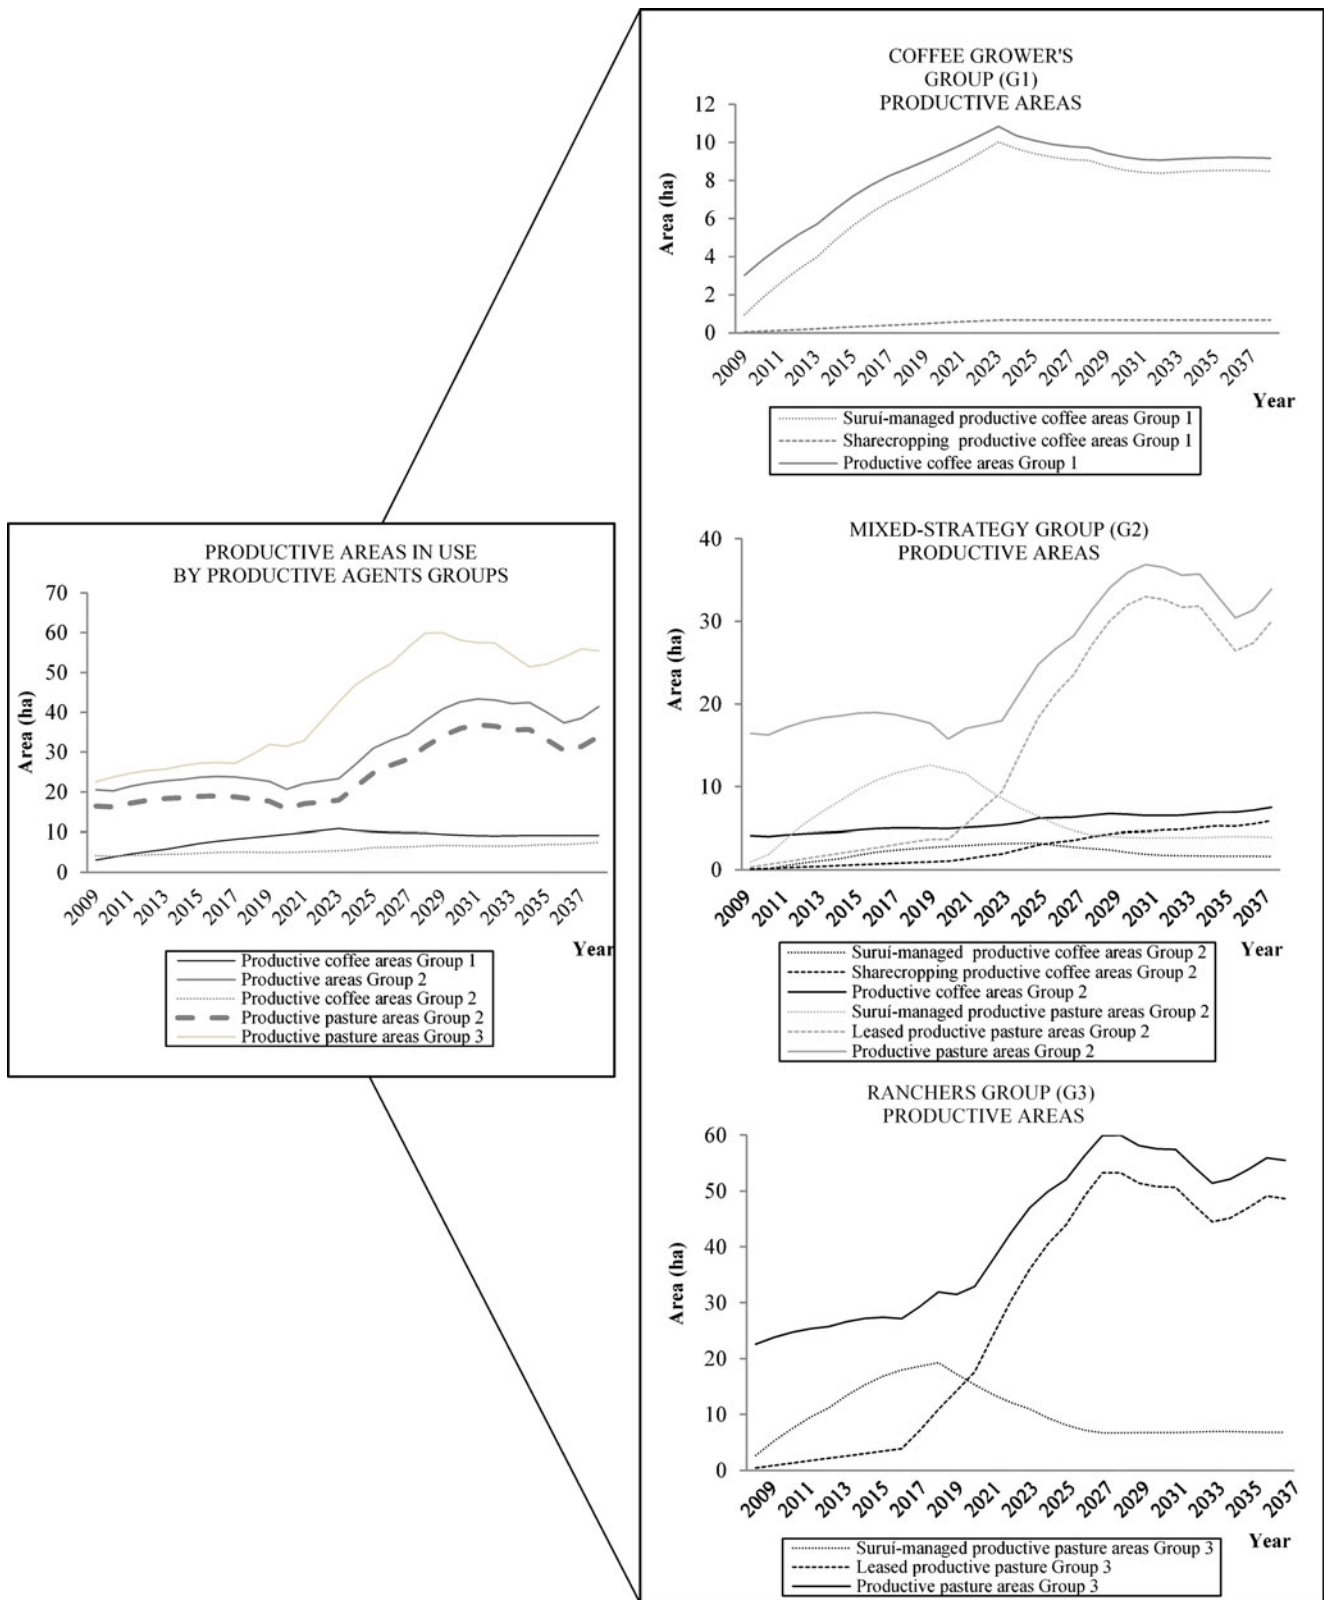 PRODUCTIVE AREAS IN USE
BY PRODUCTIVE AGENTS GROUPS
Area (ha)
70
60
50
40
30
20
10
0
2009
2011
2013
2015
2017
2019
2021
2023
2025
2027
2029
2031
2033
2035
2037
Year
Productive coffee areas Group 1
Productive areas Group 2
Productive coffee areas Group 2
Productive pasture areas Group 2
Productive pasture areas Group 3
COFFEE GROWER'S
GROUP (G1)
PRODUCTIVE AREAS
Area (ha)
12
10
8
6
4
2
0
2009
2011
2013
2015
2017
2019
2021
2023
2025
2027
2029
2031
2033
2035
2037
Year
Suruí-managed productive coffee areas Group 1
Sharecropping productive coffee areas Group 1
Productive coffee areas Group 1
MIXED-STRATEGY GROUP (G2)
PRODUCTIVE AREAS
Area (ha)
40
30
20
10
0
2009
2011
2013
2015
2017
2019
2021
2023
2025
2027
2029
2031
2033
2035
2037
Year
Suruí-managed productive coffee areas Group 2
Sharecropping productive coffee areas Group 2
Productive coffee areas Group 2
Suruí-managed productive pasture areas Group 2
Leased productive pasture areas Group 2
Productive pasture areas Group 2
RANCHERS GROUP (G3)
PRODUCTIVE AREAS
Area (ha)
60
50
40
30
20
10
0
2009
2011
2013
2015
2017
2019
2021
2023
2025
2027
2029
2031
2033
2035
2037
Year
Suruí-managed productive pasture areas Group 3
Leased productive pasture Group 3
Productive pasture areas Group 3